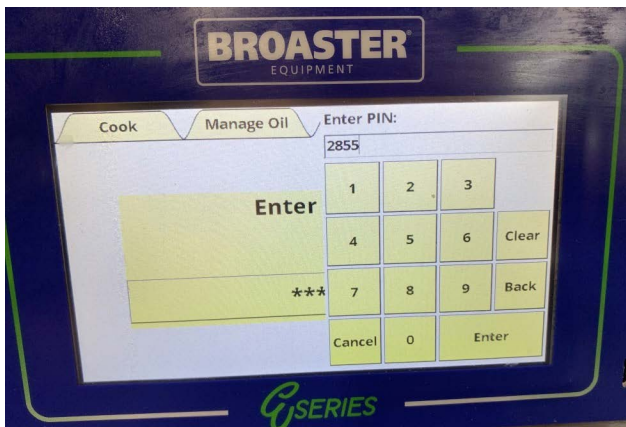 BROASTER®
EQUIPMENT
Cook
Manage Oil
Enter PIN:
2855
Enter
***
1 2 3
4 5 6 Clear
7 8 9 Back
Cancel 0 Enter
G SERIES